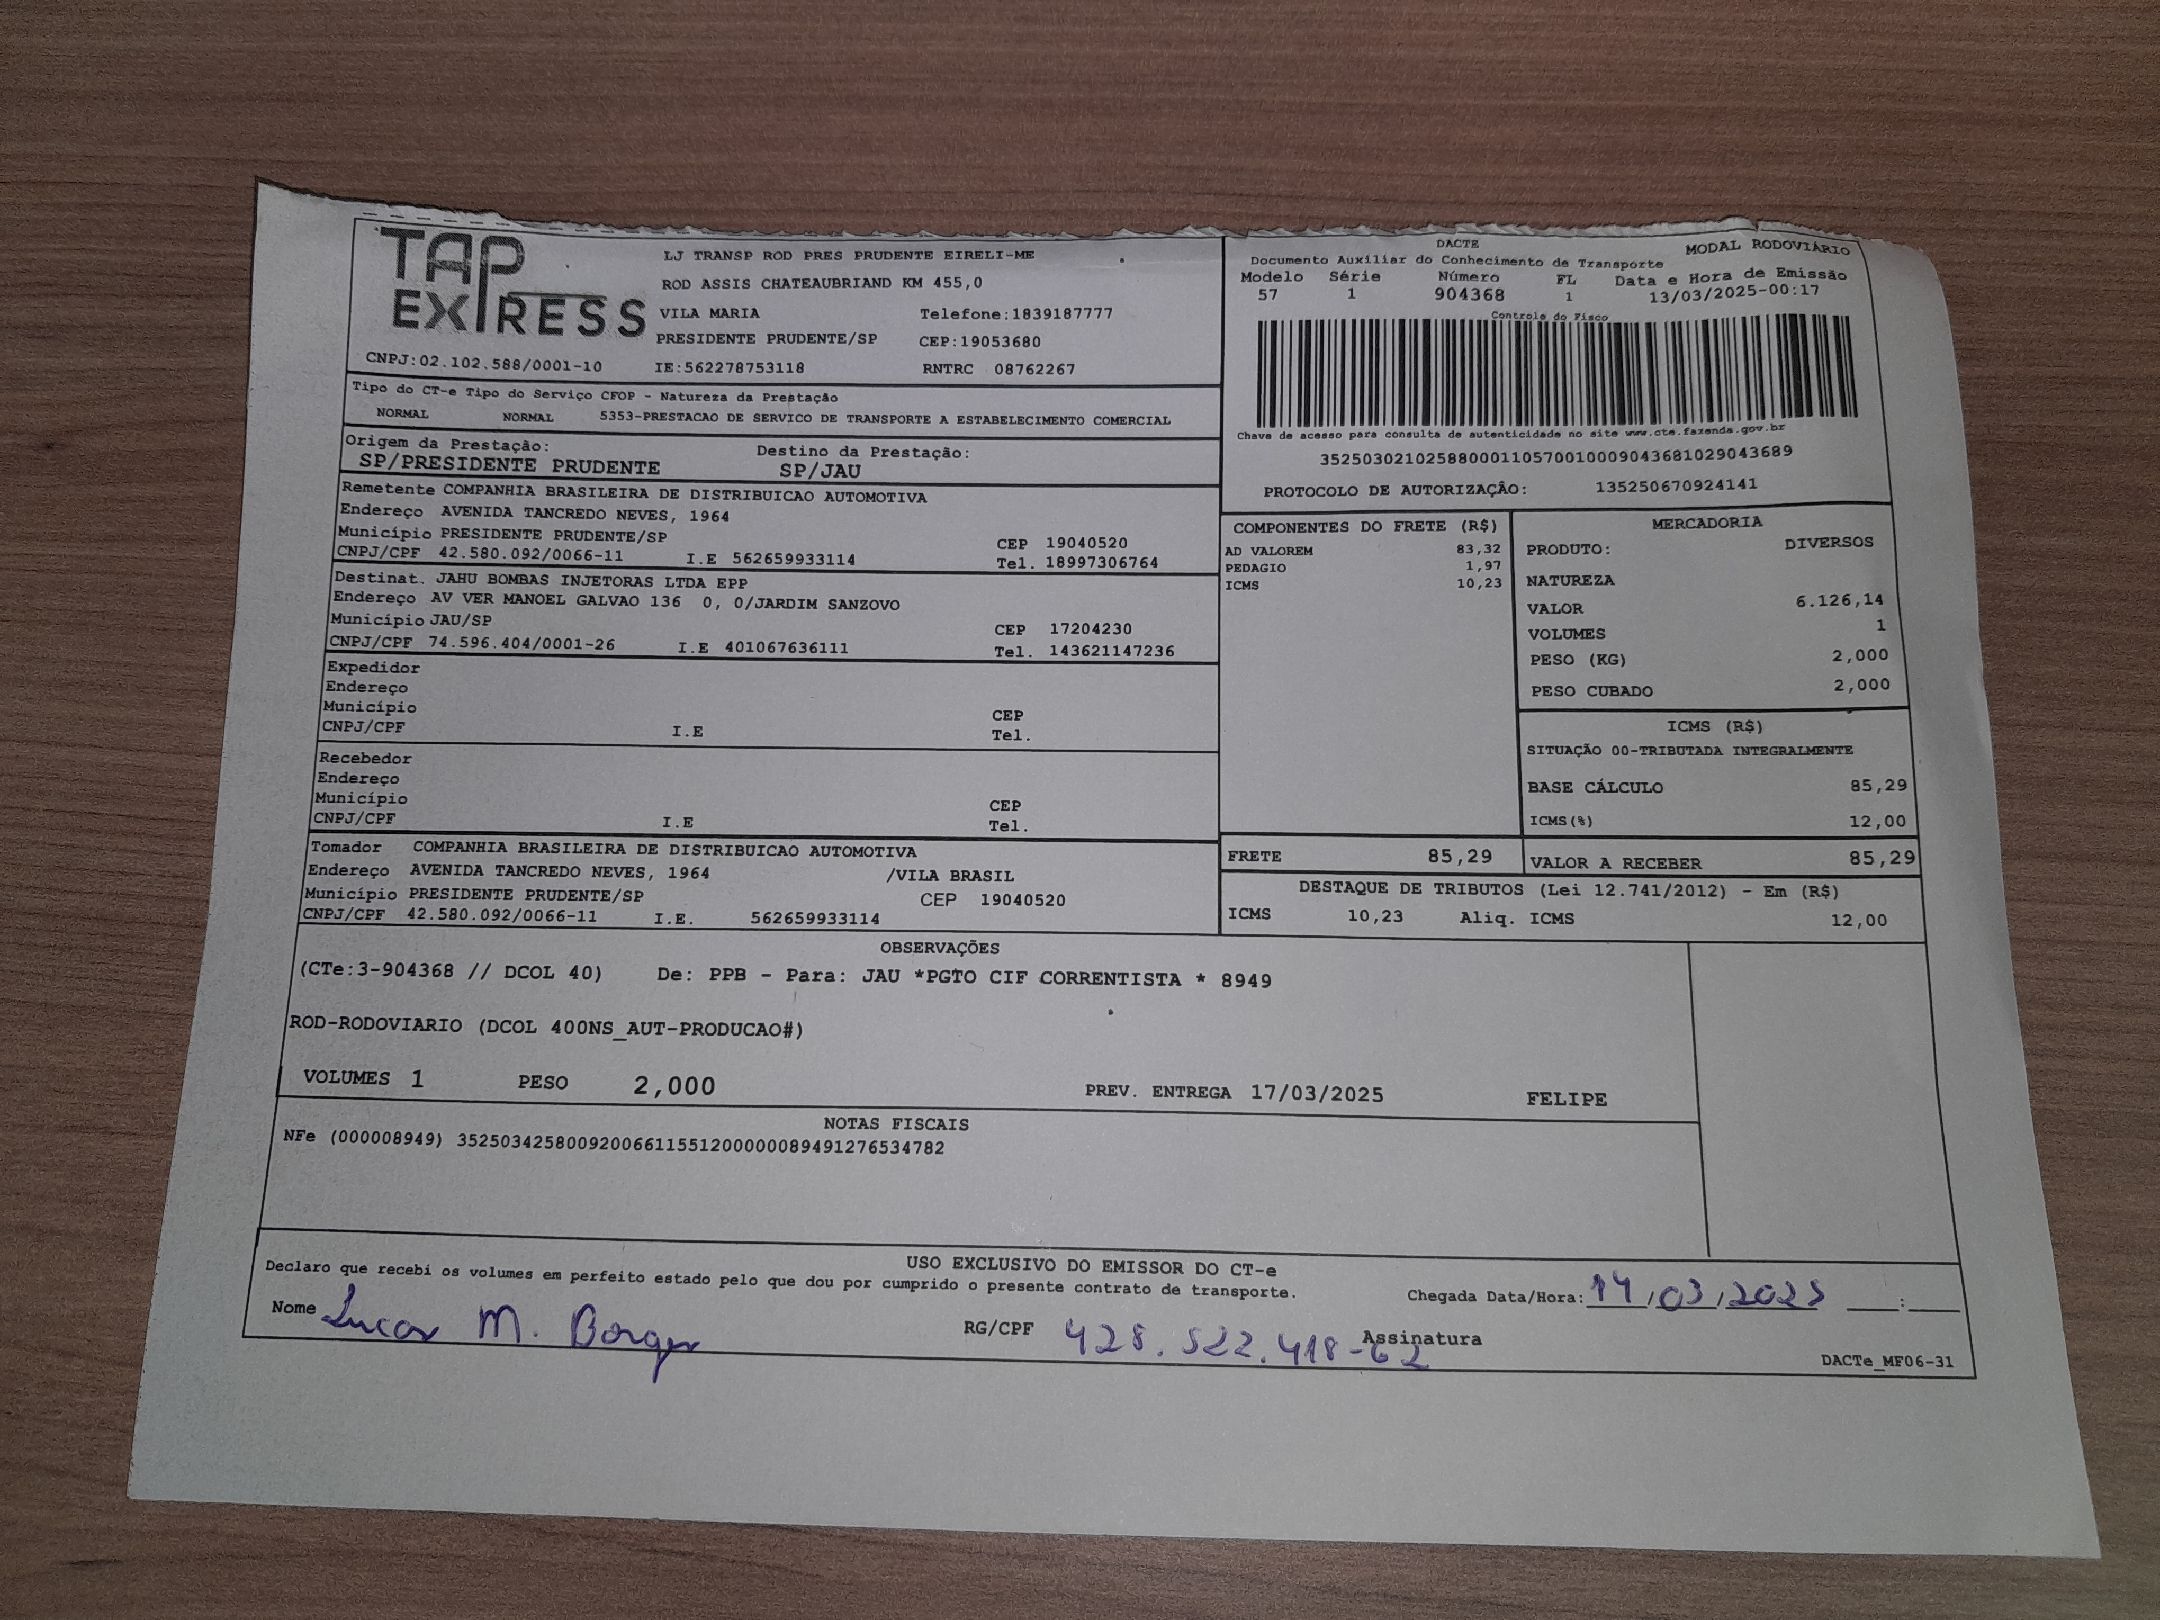 TAP EXPRESS
LJ TRANSP ROD PRES PRUDENTE EIRELI-ME
ROD ASSIS CHATEAUBRIAND KM 455,0
VILA MARIA Telefone:1839187777
PRESIDENTE PRUDENTE/SP CEP:19053680
CNPJ:02.102.588/0001-10 IE:562278753118 RNTRC 08762267
DACTE MODAL RODOVIÁRIO
Documento Auxiliar do Conhecimento de Transporte
Modelo Série Número FL Data e Hora de Emissão
57 1 904368 1 13/03/2025-00:17
Controle do Fisco
Chave de acesso para consulta de autenticidade no site www.cte.fazenda.gov.br
35250302102588000110570010009043681029043689
PROTOCOLO DE AUTORIZAÇÃO: 135250670924141
Tipo do CT-e Tipo do Serviço CFOP - Natureza da Prestação
NORMAL NORMAL 5353-PRESTACAO DE SERVICO DE TRANSPORTE A ESTABELECIMENTO COMERCIAL
Origem da Prestação: Destino da Prestação:
SP/PRESIDENTE PRUDENTE SP/JAU
Remetente COMPANHIA BRASILEIRA DE DISTRIBUICAO AUTOMOTIVA
Endereço AVENIDA TANCREDO NEVES, 1964
Município PRESIDENTE PRUDENTE/SP CEP 19040520
CNPJ/CPF 42.580.092/0066-11 I.E 562659933114 Tel. 18997306764
Destinat. JAHU BOMBAS INJETORAS LTDA EPP
Endereço AV VER MANOEL GALVAO 136 0, 0/JARDIM SANZOVO
Município JAU/SP CEP 17204230
CNPJ/CPF 74.596.404/0001-26 I.E 401067636111 Tel. 143621147236
Expedidor
Endereço
Município CEP
CNPJ/CPF I.E Tel.
Recebedor
Endereço
Município CEP
CNPJ/CPF I.E Tel.
Tomador COMPANHIA BRASILEIRA DE DISTRIBUICAO AUTOMOTIVA
Endereço AVENIDA TANCREDO NEVES, 1964 /VILA BRASIL
Município PRESIDENTE PRUDENTE/SP CEP 19040520
CNPJ/CPF 42.580.092/0066-11 I.E. 562659933114
COMPONENTES DO FRETE (R$)
AD VALOREM 83,32
PEDAGIO 1,97
ICMS 10,23
MERCADORIA
PRODUTO: DIVERSOS
NATUREZA
VALOR 6.126,14
VOLUMES 1
PESO (KG) 2,000
PESO CUBADO 2,000
ICMS (R$)
SITUAÇÃO 00-TRIBUTADA INTEGRALMENTE
BASE CÁLCULO 85,29
ICMS(%) 12,00
FRETE 85,29 VALOR A RECEBER 85,29
DESTAQUE DE TRIBUTOS (Lei 12.741/2012) - Em (R$)
ICMS 10,23 Aliq. ICMS 12,00
OBSERVAÇÕES
(CTe:3-904368 // DCOL 40) De: PPB - Para: JAU *PGTO CIF CORRENTISTA * 8949
ROD-RODOVIARIO (DCOL 400NS_AUT-PRODUCAO#)
VOLUMES 1 PESO 2,000 PREV. ENTREGA 17/03/2025 FELIPE
NOTAS FISCAIS
NFe (000008949) 35250342580092006611551200000089491276534782
USO EXCLUSIVO DO EMISSOR DO CT-e
Declaro que recebi os volumes em perfeito estado pelo que dou por cumprido o presente contrato de transporte.
Chegada Data/Hora: 14/03/2025 ___:___
Nome Lucas M. Borges RG/CPF 428.522.418-62 Assinatura
DACTe_MF06-31